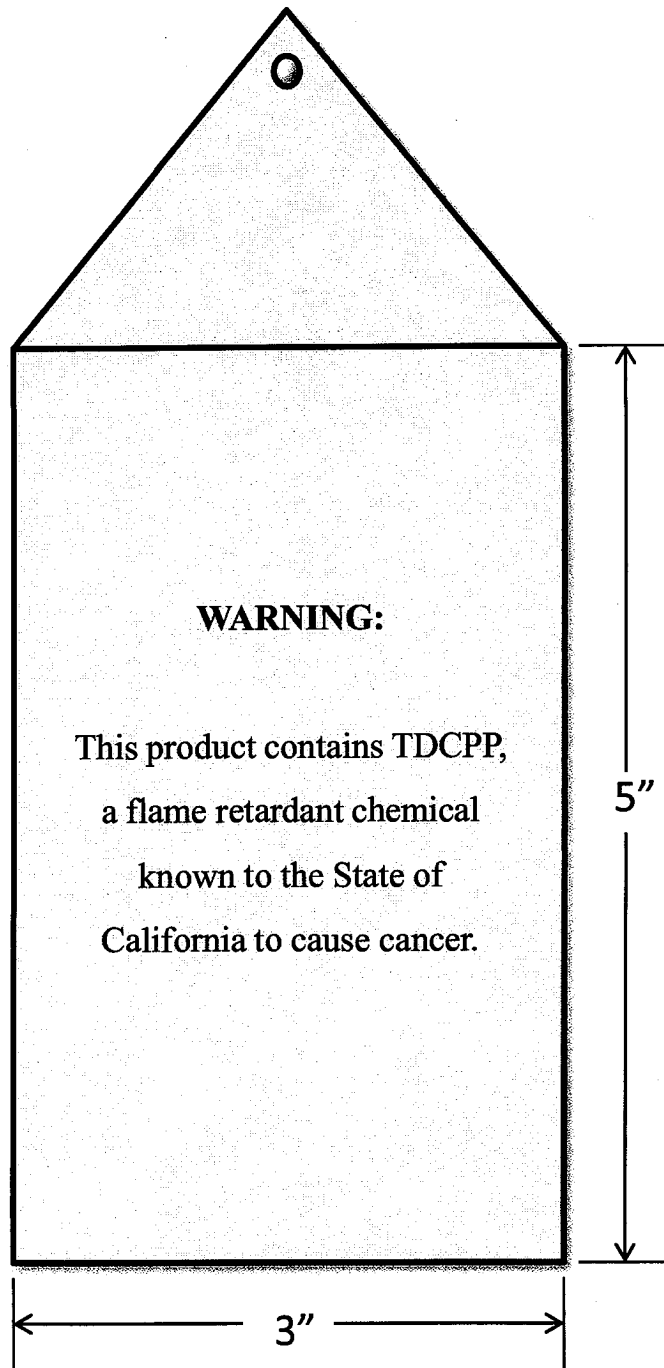 WARNING:
This product contains TDCPP,
a flame retardant chemical
known to the State of
California to cause cancer.
5"
3"